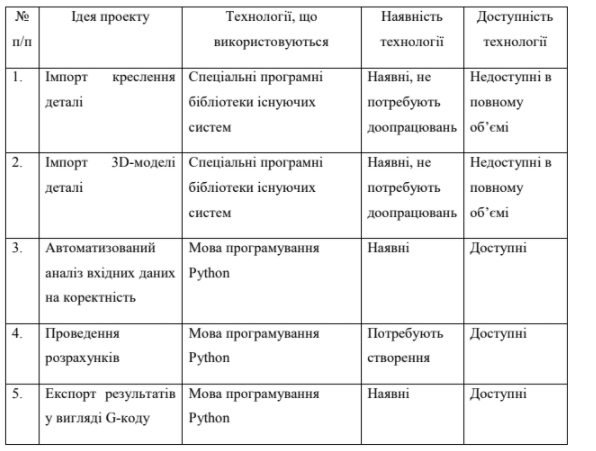 № п/п | Ідея проекту | Технології, що використовуються | Наявність технології | Доступність технології
1. | Імпорт креслення деталі | Спеціальні програмні бібліотеки існуючих систем | Наявні, не потребують доопрацювань | Недоступні в повному об’ємі
2. | Імпорт 3D-моделі деталі | Спеціальні програмні бібліотеки існуючих систем | Наявні, не потребують доопрацювань | Недоступні в повному об’ємі
3. | Автоматизований аналіз вхідних даних на коректність | Мова програмування Python | Наявні | Доступні
4. | Проведення розрахунків | Мова програмування Python | Потребують створення | Доступні
5. | Експорт результатів у вигляді G-коду | Мова програмування Python | Наявні | Доступні